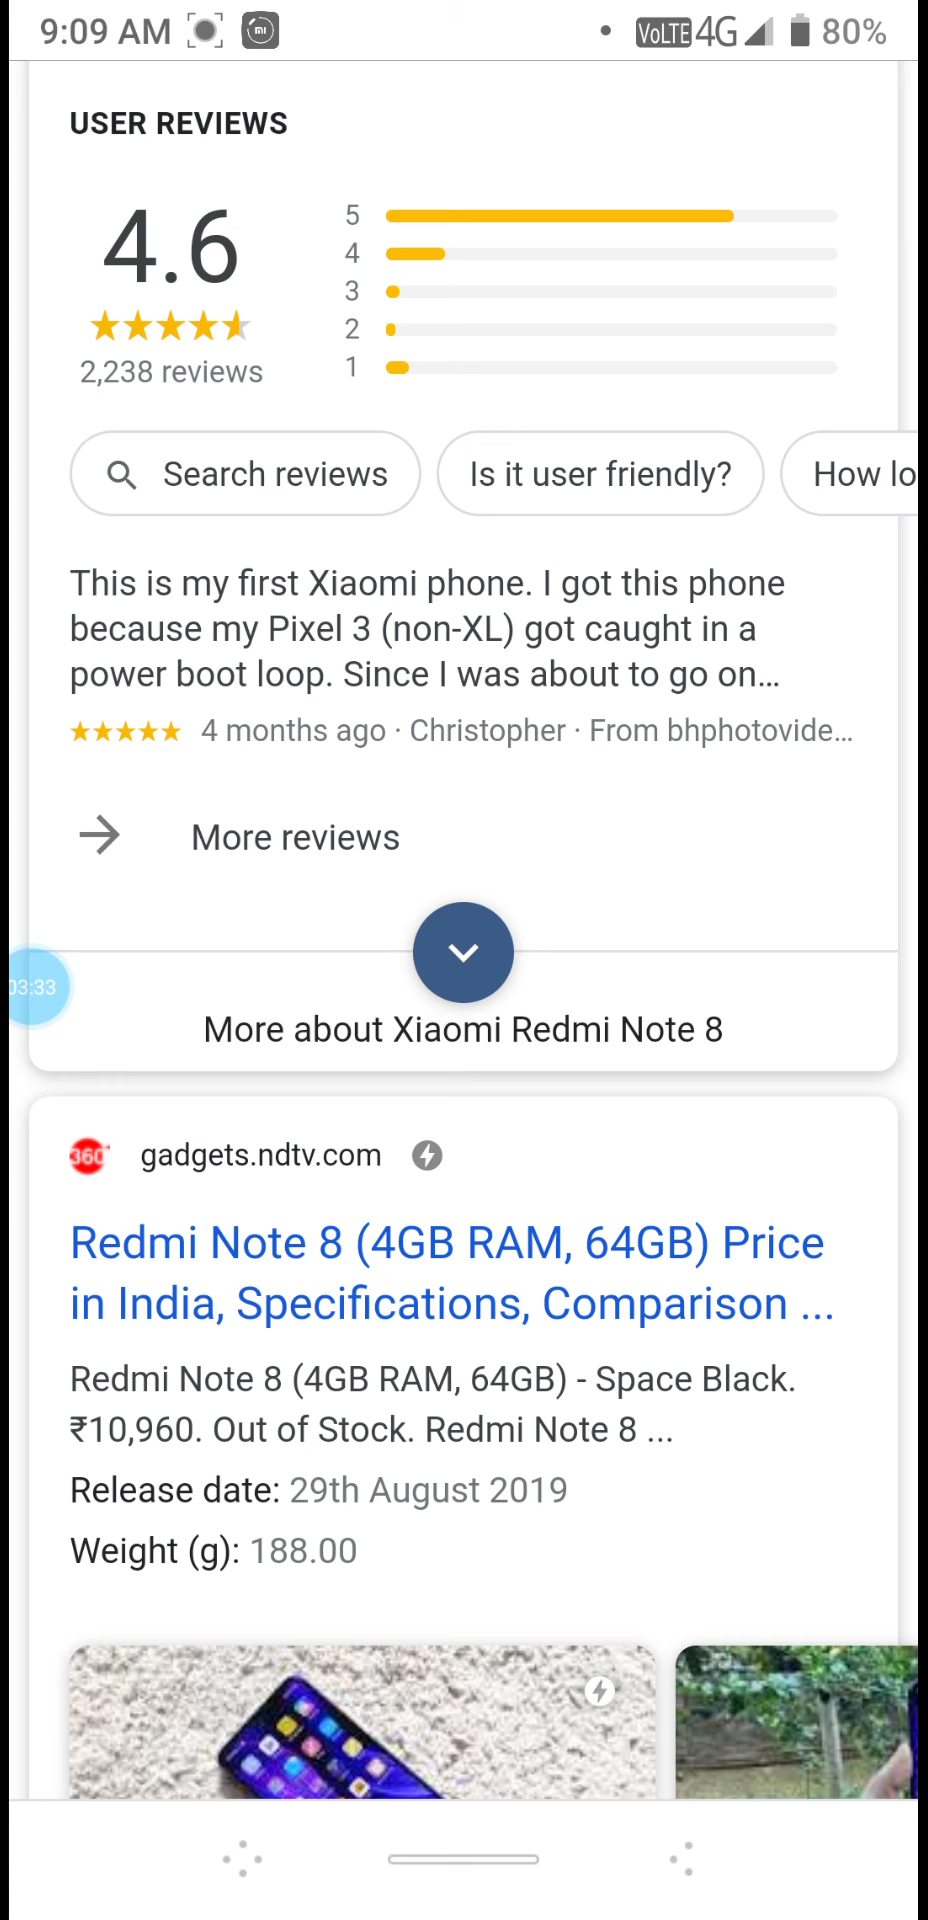 9:09 AM
VoLTE 4G 80%
USER REVIEWS
4.6
2,238 reviews
5
4
3
2
1
Search reviews
Is it user friendly?
How lo
This is my first Xiaomi phone. I got this phone
because my Pixel 3 (non-XL) got caught in a
power boot loop. Since I was about to go on...
4 months ago · Christopher · From bhphotovide...
More reviews
03:33
More about Xiaomi Redmi Note 8
360
gadgets.ndtv.com
Redmi Note 8 (4GB RAM, 64GB) Price
in India, Specifications, Comparison ...
Redmi Note 8 (4GB RAM, 64GB) - Space Black.
₹10,960. Out of Stock. Redmi Note 8 ...
Release date: 29th August 2019
Weight (g): 188.00